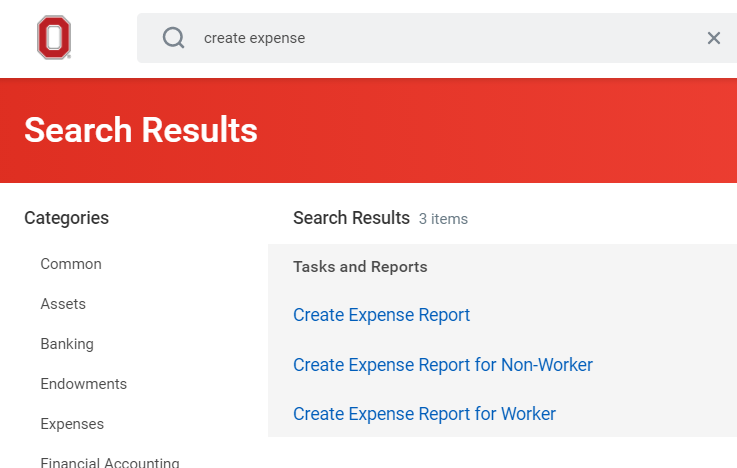 O
create expense
Search Results
Categories
Common
Assets
Banking
Endowments
Expenses
Financial Accounting
Search Results 3 items
Tasks and Reports
Create Expense Report
Create Expense Report for Non-Worker
Create Expense Report for Worker